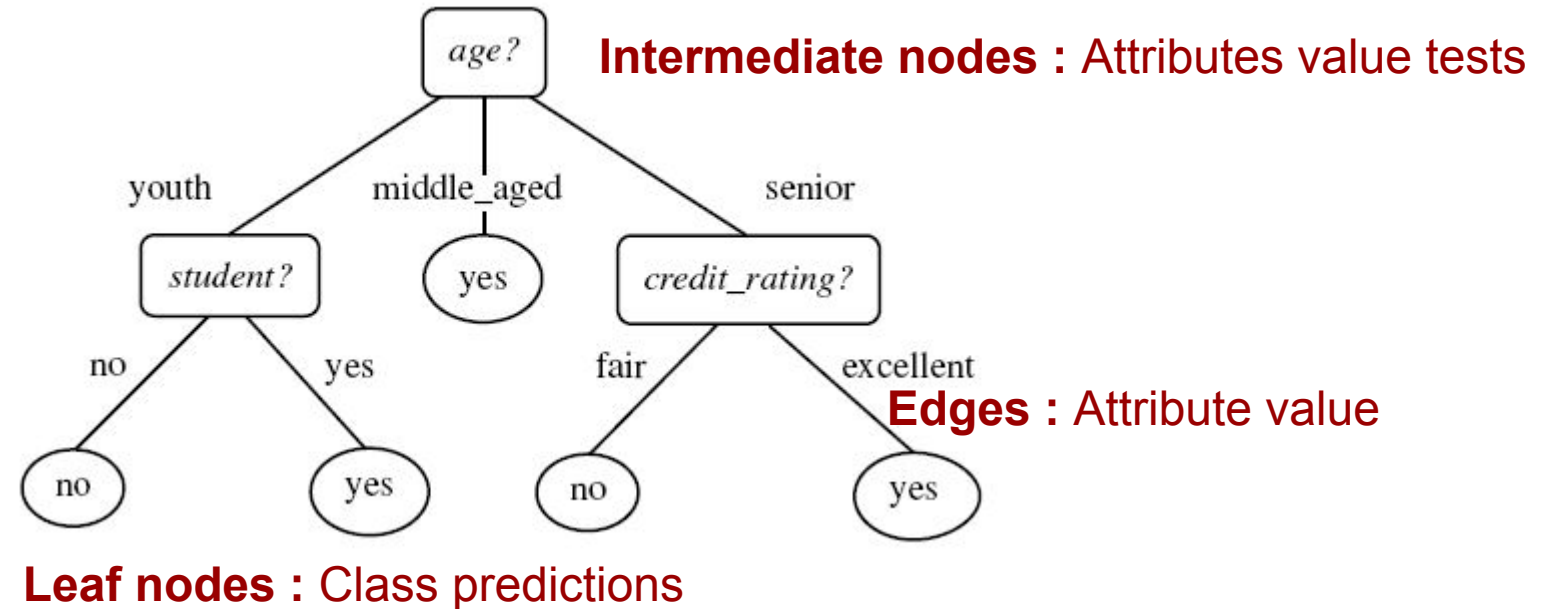 age?
Intermediate nodes : Attributes value tests
youth
middle_aged
senior
student?
yes
credit_rating?
no
yes
fair
excellent
Edges : Attribute value
no
yes
no
yes
Leaf nodes : Class predictions